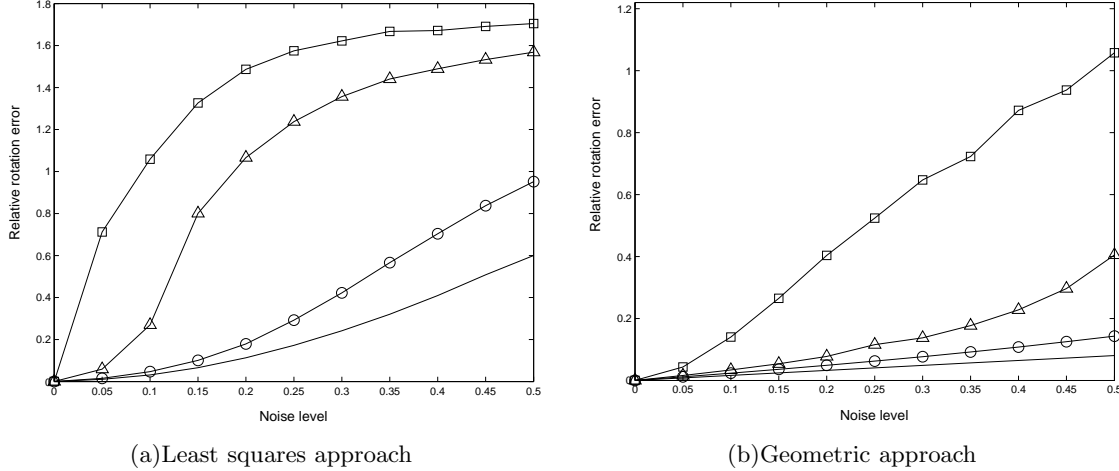 1.8
1.6
1.4
1.2
1
0.8
0.6
0.4
0.2
0
Relative rotation error
0 0.05 0.1 0.15 0.2 0.25 0.3 0.35 0.4 0.45 0.5
Noise level
(a)Least squares approach
1.2
1
0.8
0.6
0.4
0.2
0
Relative rotation error
0 0.05 0.1 0.15 0.2 0.25 0.3 0.35 0.4 0.45 0.5
Noise level
(b)Geometric approach